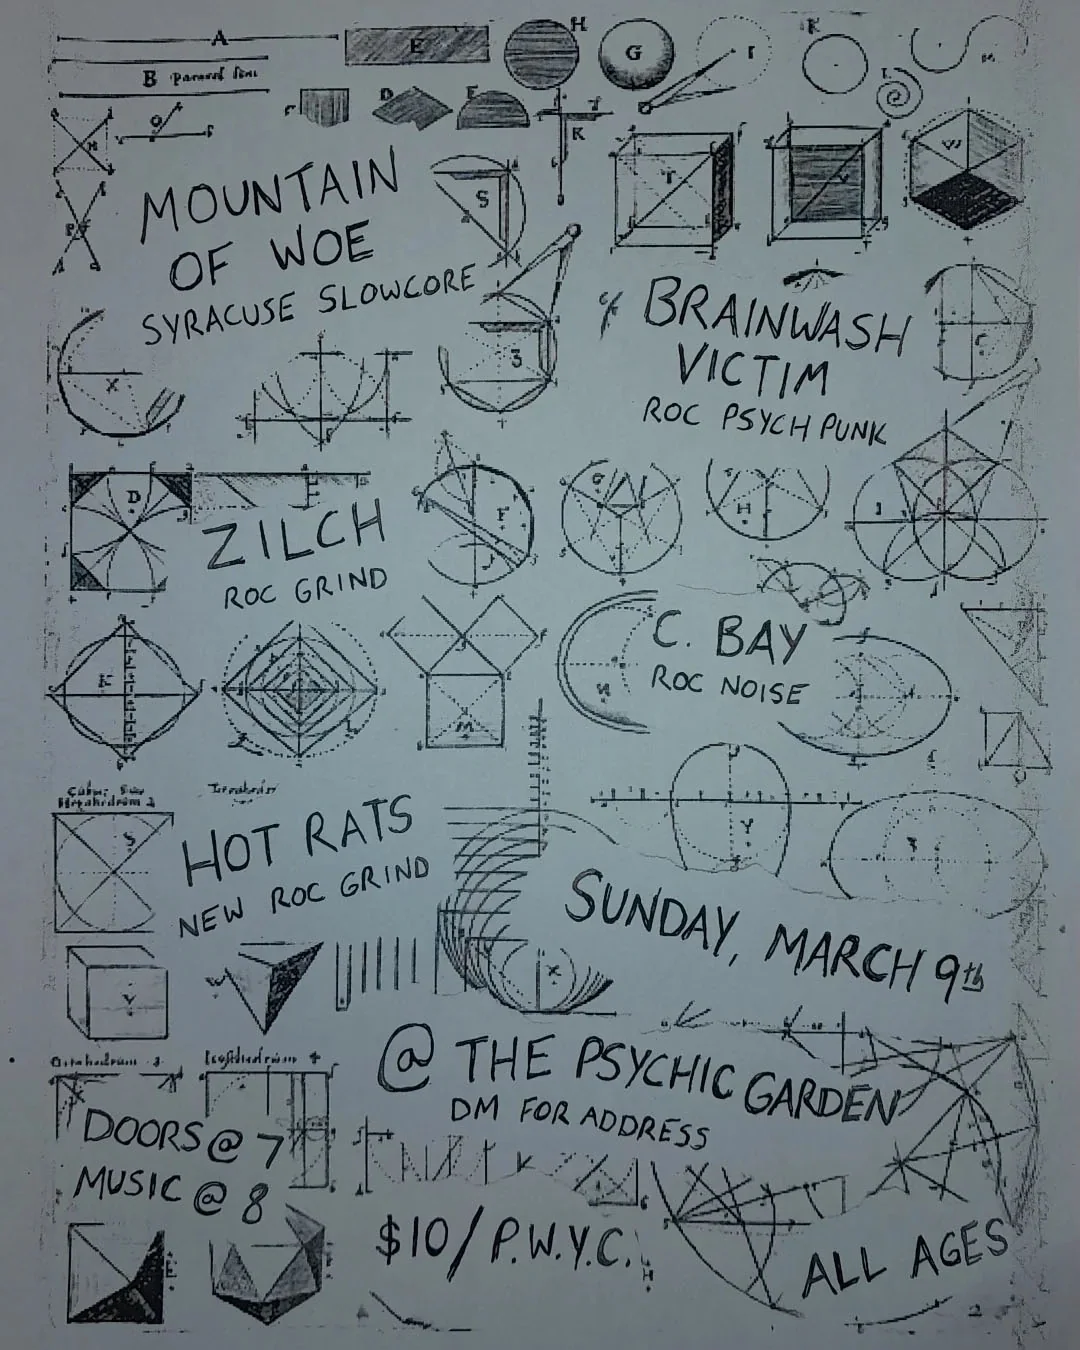 A
B
E
H
G
I
K
D
E
K
S
T
V
MOUNTAIN
OF WOE
SYRACUSE SLOWCORE
BRAINWASH
VICTIM
ROC PSYCH PUNK
X
3
D
F
H
ZILCH
ROC GRIND
C. BAY
ROC NOISE
M
HOT RATS
NEW ROC GRIND
S
Y
SUNDAY, MARCH 9th
X
V
@ THE PSYCHIC GARDEN
DM FOR ADDRESS
DOORS @ 7
MUSIC @ 8
$10/P.W.Y.C.
ALL AGES